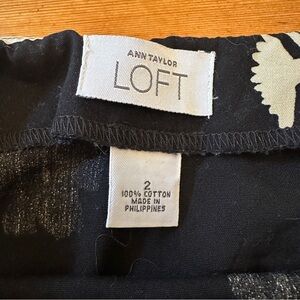 ANN TAYLOR
LOFT
2
100% COTTON
MADE IN
PHILIPPINES